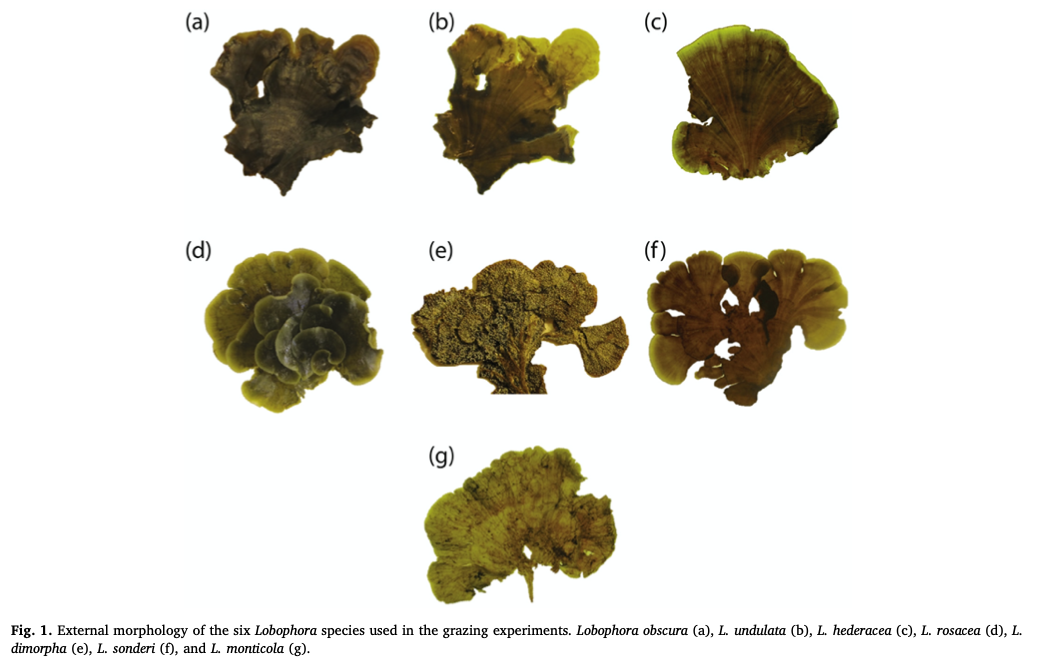 (a) (b) (c)
(d) (e) (f)
(g)
Fig. 1. External morphology of the six Lobophora species used in the grazing experiments. Lobophora obscura (a), L. undulata (b), L. hederacea (c), L. rosacea (d), L.
dimorpha (e), L. sonderi (f), and L. monticola (g).